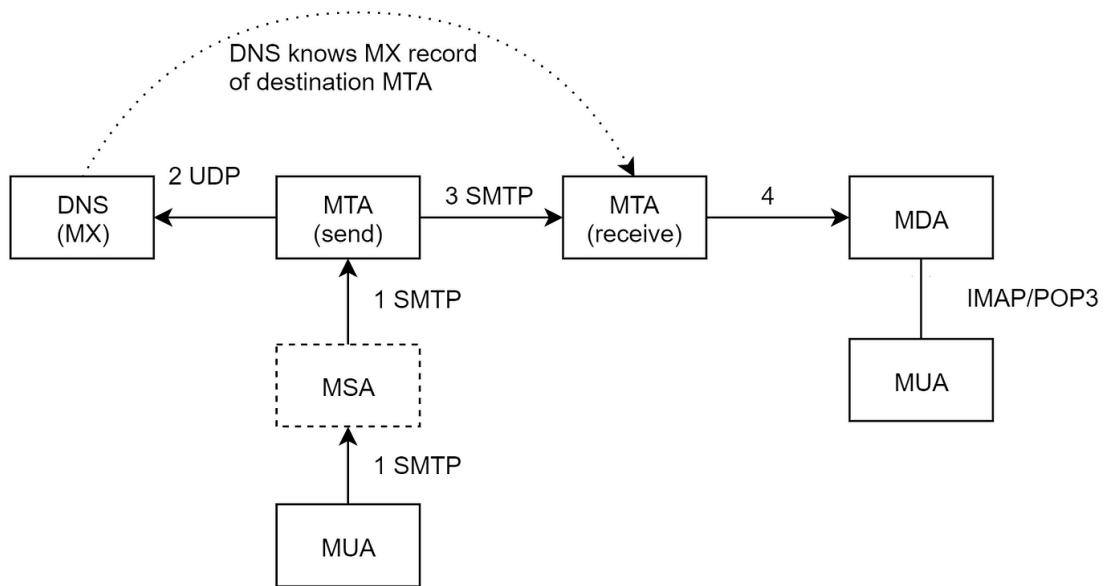 DNS knows MX record
of destination MTA
2 UDP
DNS
(MX)
MTA
(send)
3 SMTP
MTA
(receive)
4
MDA
1 SMTP
IMAP/POP3
MSA
MUA
1 SMTP
MUA